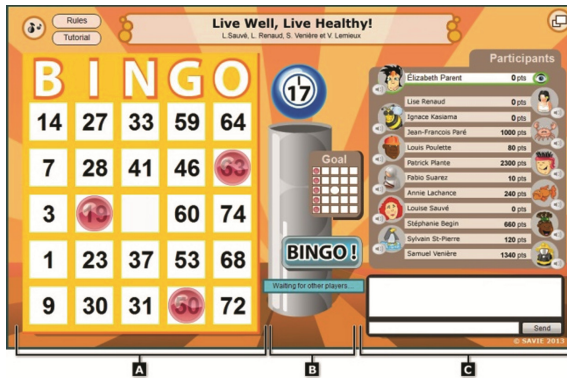 Rules
Tutorial
Live Well, Live Healthy!
L.Sauvé, L. Renaud, S. Venière et V. Lemieux
Participants
BINGO
14 27 33 59 64
7 28 41 46 63
3 19 60 74
1 23 37 53 68
9 30 31 50 72
17
Goal
BINGO !
Waiting for other players...
Élizabeth Parent 0 pts
Lise Renaud 0 pts
Ignace Kasiama 0 pts
Jean-Francois Paré 1000 pts
Louis Poulette 80 pts
Patrick Plante 2300 pts
Fabio Suarez 10 pts
Annie Lachance 240 pts
Louise Sauvé 0 pts
Stéphanie Begin 660 pts
Sylvain St-Pierre 120 pts
Samuel Venière 1340 pts
Send
© SAVIE 2013
A B C